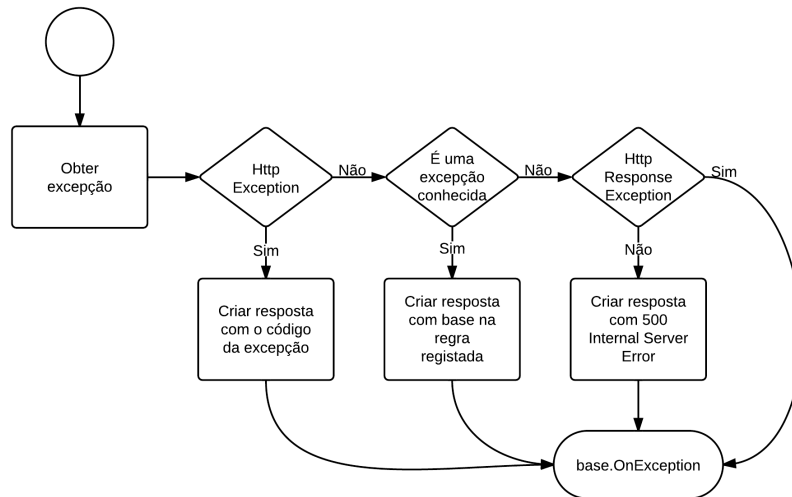 Obter
excepção
Http
Exception
Não
É uma
excepção
conhecida
Não
Http
Response
Exception
Sim
Sim
Sim
Não
Criar resposta
com o código
da excepção
Criar resposta
com base na
regra
registada
Criar resposta
com 500
Internal Server
Error
base.OnException